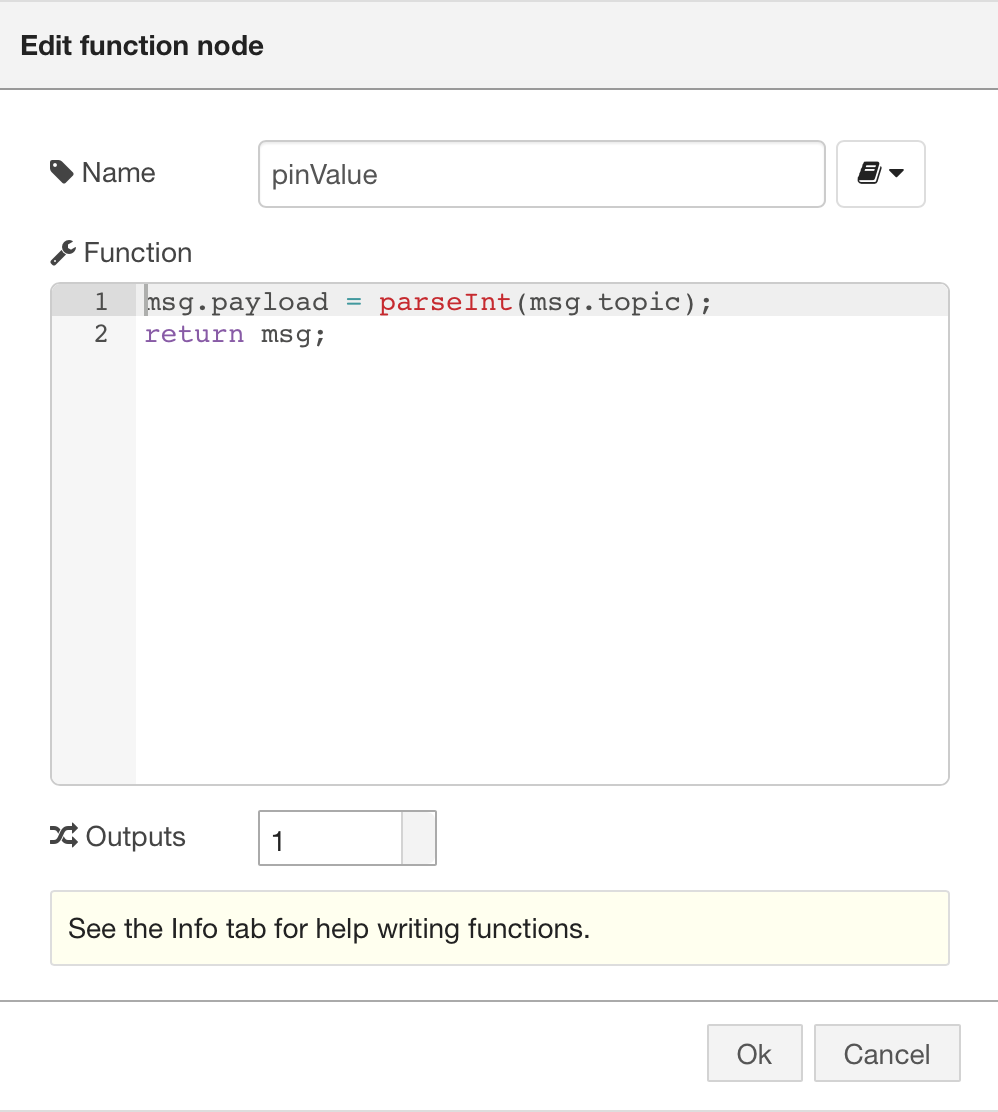 Edit function node
Name
pinValue
Function
1 msg.payload = parseInt(msg.topic);
2 return msg;
Outputs
1
See the Info tab for help writing functions.
Ok Cancel